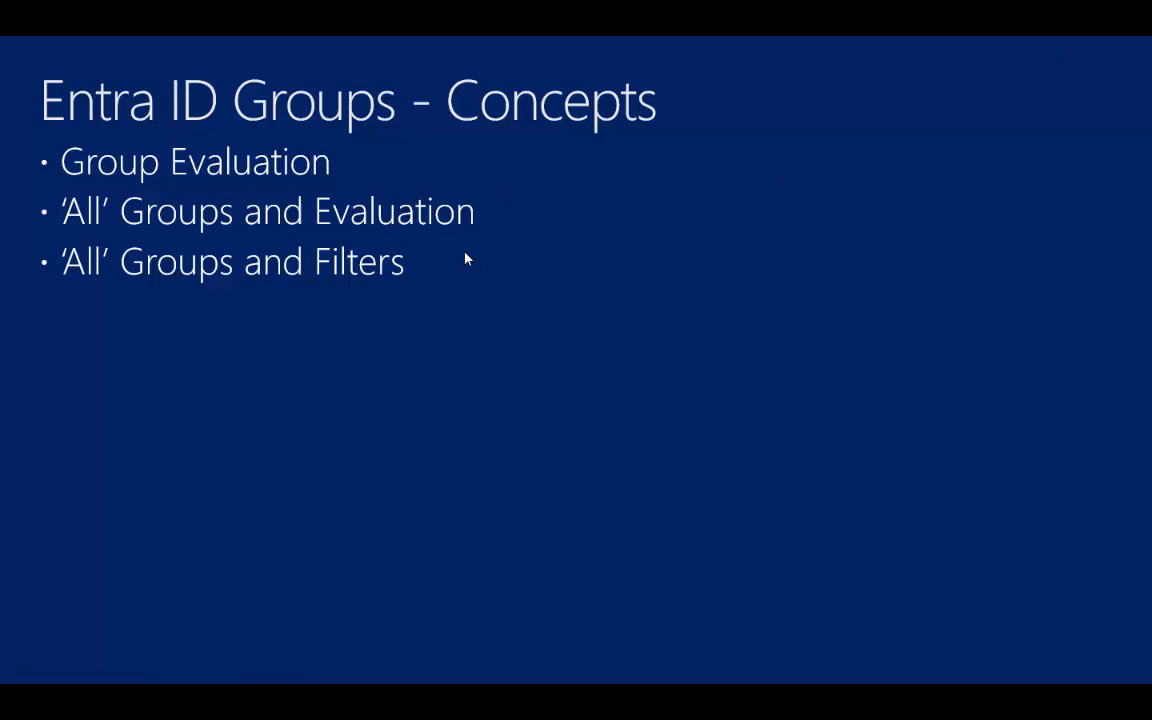 Entra ID Groups - Concepts
• Group Evaluation
• ‘All’ Groups and Evaluation
• ‘All’ Groups and Filters